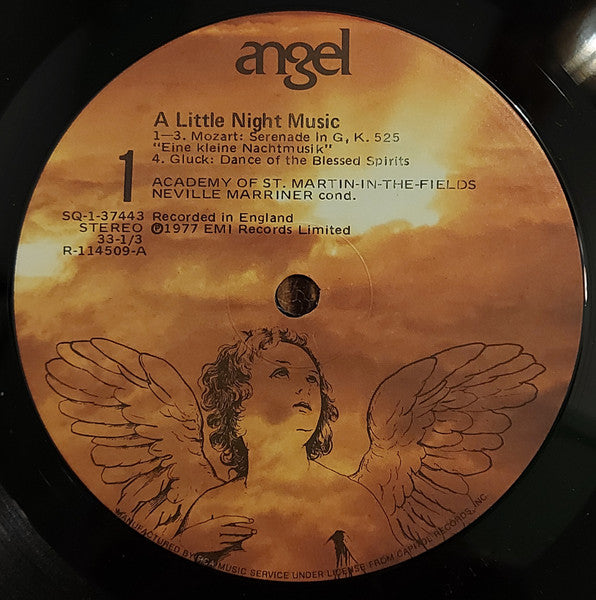 angel
A Little Night Music
1—3. Mozart: Serenade in G, K. 525
"Eine kleine Nachtmusik"
4. Gluck: Dance of the Blessed Spirits
1
ACADEMY OF ST. MARTIN-IN-THE-FIELDS
NEVILLE MARRINER cond.
SQ-1-37443 Recorded in England
STEREO ℗1977 EMI Records Limited
33-1/3
R-114509-A
MANUFACTURED BY RCA MUSIC SERVICE UNDER LICENSE FROM CAPITOL RECORDS, INC.